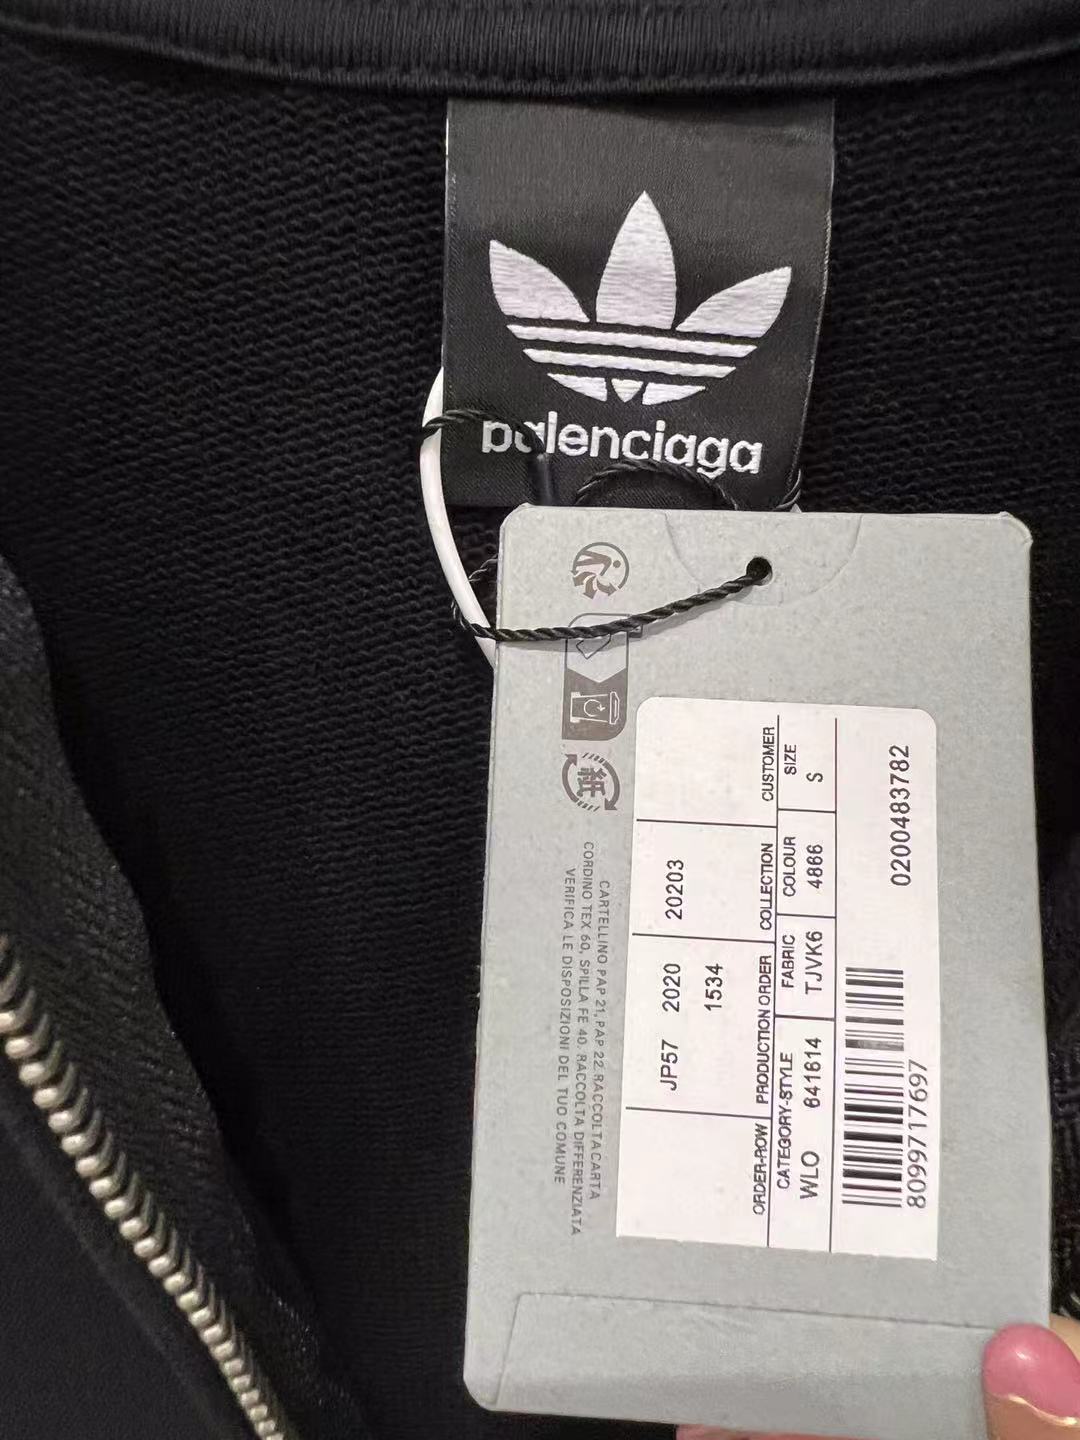 balenciaga
紙
CARTELLINO PAP 21, PAP 22. RACCOLTA CARTA
CORDINO TEX 60, SPILLA FE 40. RACCOLTA DIFFERENZIATA
VERIFICA LE DISPOSIZIONI DEL TUO COMUNE
ORDER-ROW PRODUCTION ORDER COLLECTION CUSTOMER
JP57 2020 20203
1534
CATEGORY-STYLE FABRIC COLOUR SIZE
WLO 641614 TJVK6 4866 S
8099717697 0200483782